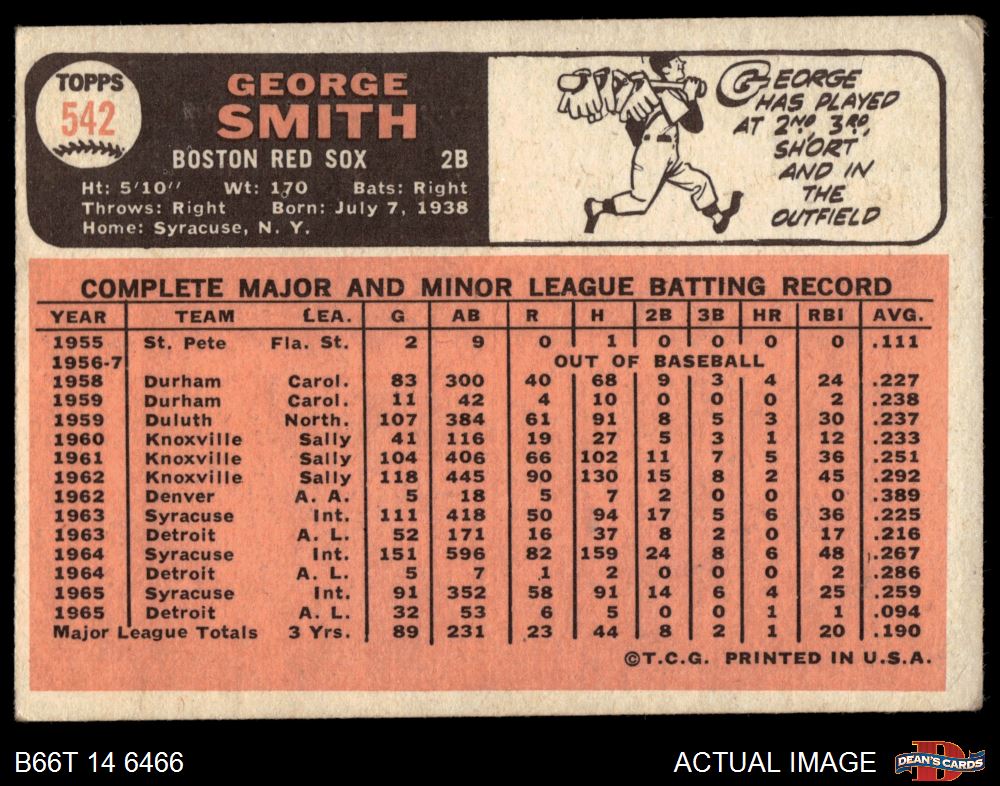 TOPPS
542
GEORGE
SMITH
BOSTON RED SOX 2B
Ht: 5'10" Wt: 170 Bats: Right
Throws: Right Born: July 7, 1938
Home: Syracuse, N. Y.
GEORGE
HAS PLAYED
AT 2ND, 3RD,
SHORT
AND IN
THE
OUTFIELD
COMPLETE MAJOR AND MINOR LEAGUE BATTING RECORD
YEAR TEAM LEA. G AB R H 2B 3B HR RBI AVG.
1955 St. Pete Fla. St. 2 9 0 1 0 0 0 0 .111
1956-7 OUT OF BASEBALL
1958 Durham Carol. 83 300 40 68 9 3 4 24 .227
1959 Durham Carol. 11 42 4 10 0 0 0 2 .238
1959 Duluth North. 107 384 61 91 8 5 3 30 .237
1960 Knoxville Sally 41 116 19 27 5 3 1 12 .233
1961 Knoxville Sally 104 406 66 102 11 7 5 36 .251
1962 Knoxville Sally 118 445 90 130 15 8 2 45 .292
1962 Denver A. A. 5 18 5 7 2 0 0 0 .389
1963 Syracuse Int. 111 418 50 94 17 5 6 36 .225
1963 Detroit A. L. 52 171 16 37 8 2 0 17 .216
1964 Syracuse Int. 151 596 82 159 24 8 6 48 .267
1964 Detroit A. L. 5 7 1 2 0 0 0 2 .286
1965 Syracuse Int. 91 352 58 91 14 6 4 25 .259
1965 Detroit A. L. 32 53 6 5 0 0 1 1 .094
Major League Totals 3 Yrs. 89 231 23 44 8 2 1 20 .190
©T.C.G. PRINTED IN U.S.A.
B66T 14 6466 ACTUAL IMAGE
DEAN'S CARDS